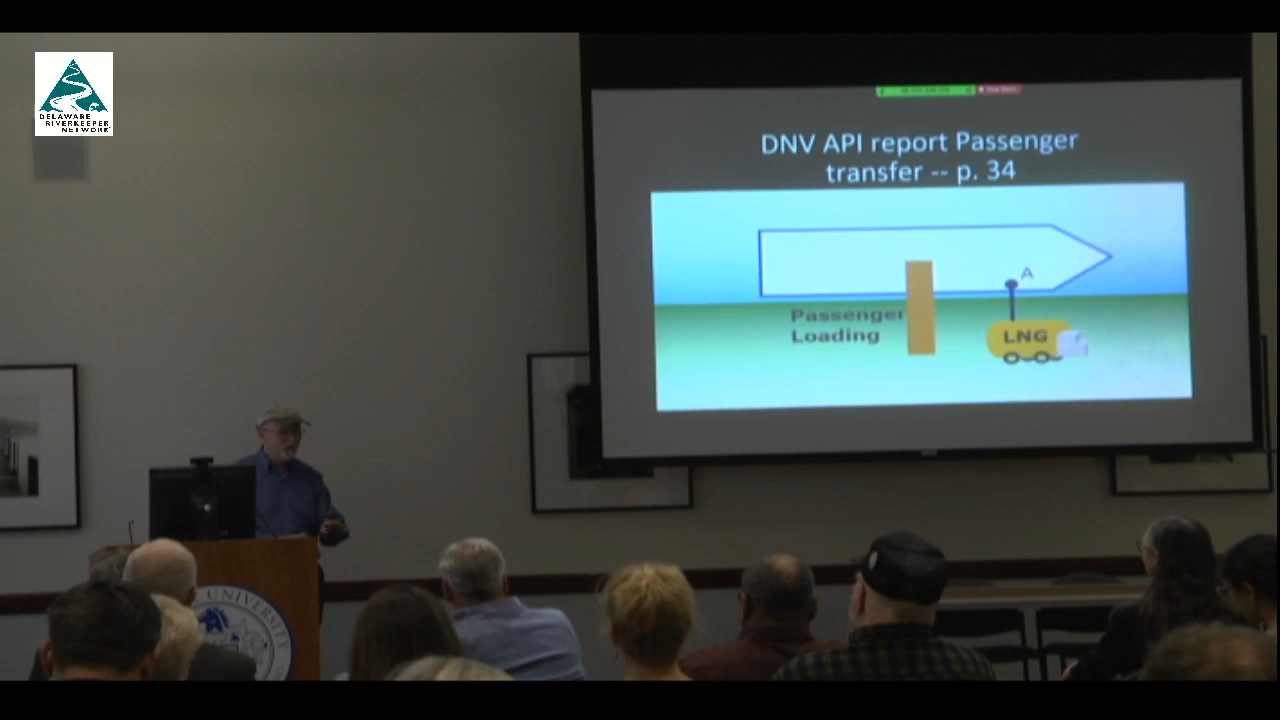 DELAWARE
RIVERKEEPER
NETWORK
DNV API report Passenger
transfer -- p. 34
A
Passenger
Loading
LNG
UNIVERSITY